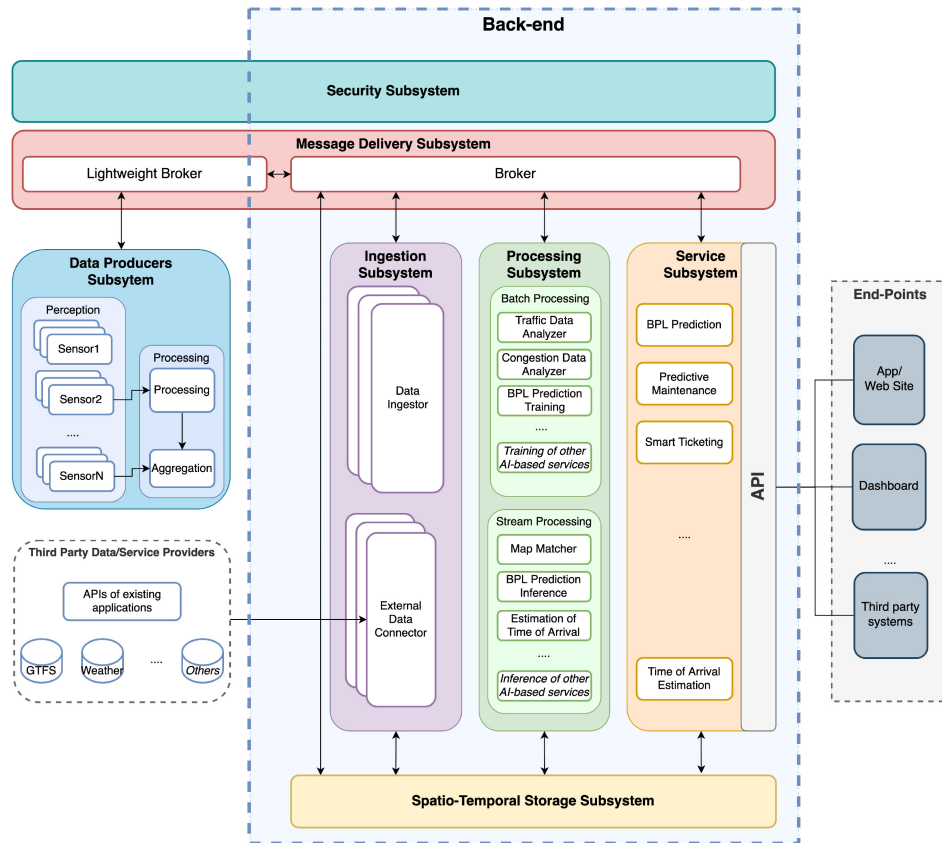 Back-end
Security Subsystem
Message Delivery Subsystem
Lightweight Broker
Broker
Data Producers
Subsytem
Perception
Sensor1
Sensor2
....
SensorN
Processing
Processing
Aggregation
Third Party Data/Service Providers
APIs of existing
applications
GTFS
Weather
....
Others
Ingestion
Subsystem
Data
Ingestor
External
Data
Connector
Processing
Subsystem
Batch Processing
Traffic Data
Analyzer
Congestion Data
Analyzer
BPL Prediction
Training
....
Training of other
AI-based services
Stream Processing
Map Matcher
BPL Prediction
Inference
Estimation of
Time of Arrival
....
Inference of other
AI-based services
Service
Subsystem
BPL Prediction
Predictive
Maintenance
Smart Ticketing
....
Time of Arrival
Estimation
API
End-Points
App/
Web Site
Dashboard
....
Third party
systems
Spatio-Temporal Storage Subsystem